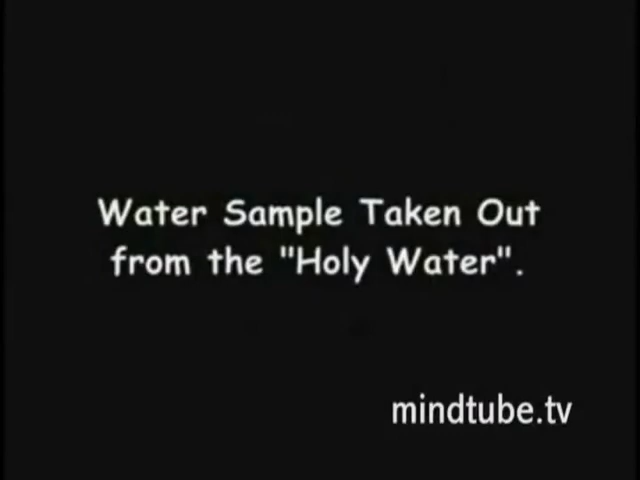 Water Sample Taken Out
from the "Holy Water".
mindtube.tv